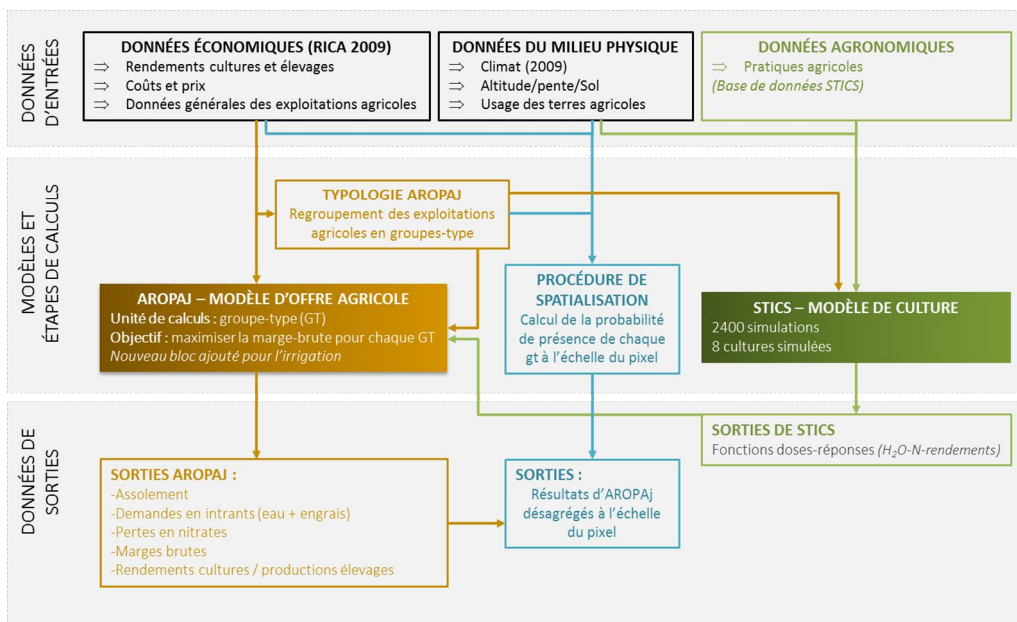 DONNÉES
D'ENTRÉES
DONNÉES ÉCONOMIQUES (RICA 2009)
⇒ Rendements cultures et élevages
⇒ Coûts et prix
⇒ Données générales des exploitations agricoles
DONNÉES DU MILIEU PHYSIQUE
⇒ Climat (2009)
⇒ Altitude/pente/Sol
⇒ Usage des terres agricoles
DONNÉES AGRONOMIQUES
⇒ Pratiques agricoles
(Base de données STICS)
MODÈLES ET
ÉTAPES DE CALCULS
TYPOLOGIE AROPAJ
Regroupement des exploitations
agricoles en groupes-type
AROPAJ – MODÈLE D'OFFRE AGRICOLE
Unité de calculs : groupe-type (GT)
Objectif : maximiser la marge-brute pour chaque GT
Nouveau bloc ajouté pour l'irrigation
PROCÉDURE DE
SPATIALISATION
Calcul de la probabilité
de présence de chaque
gt à l'échelle du pixel
STICS – MODÈLE DE CULTURE
2400 simulations
8 cultures simulées
DONNÉES DE
SORTIES
SORTIES DE STICS
Fonctions doses-réponses (H₂O-N-rendements)
SORTIES AROPAJ :
-Assolement
-Demandes en intrants (eau + engrais)
-Pertes en nitrates
-Marges brutes
-Rendements cultures / productions élevages
SORTIES :
Résultats d'AROPAj
désagrégés à l'échelle
du pixel